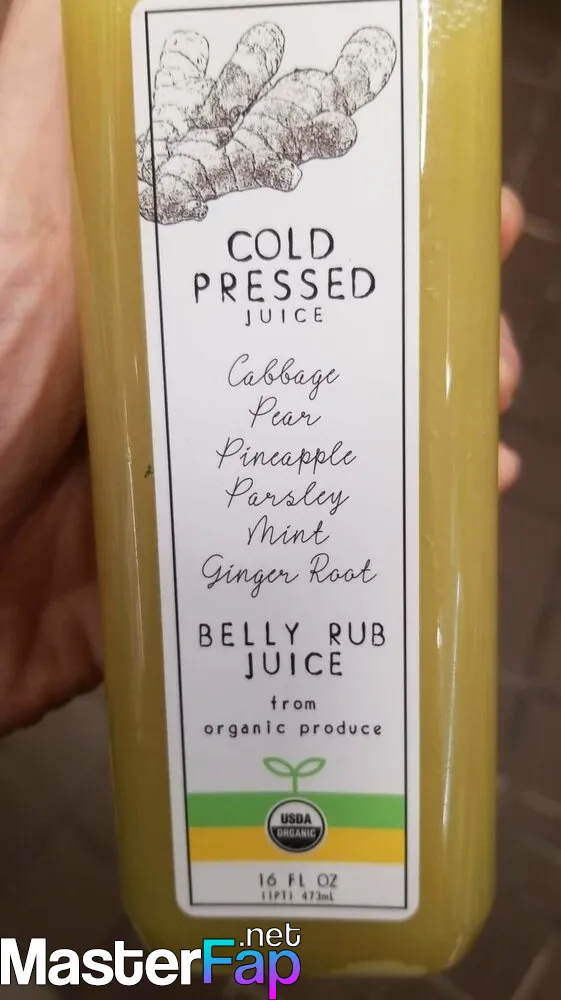 COLD
PRESSED
JUICE
Cabbage
Pear
Pineapple
Parsley
Mint
Ginger Root
BELLY RUB
JUICE
from
organic produce
USDA
ORGANIC
16 FL OZ
(1PT) 473mL
MasterFap.net